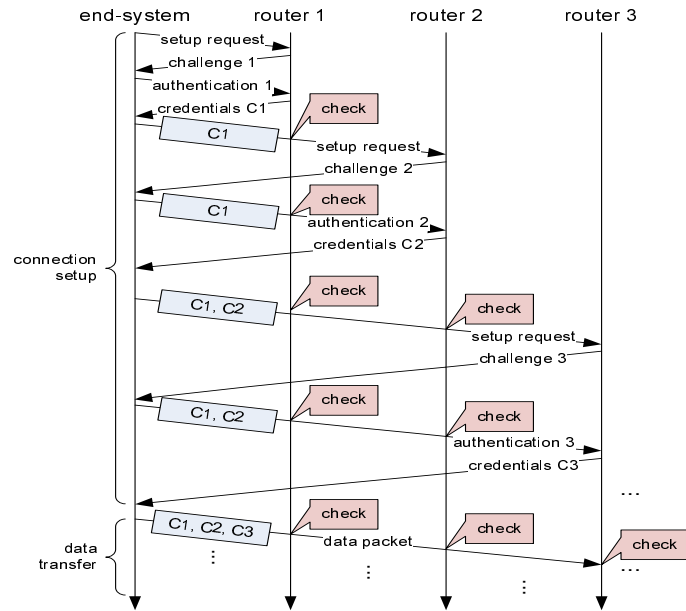 end-system router 1 router 2 router 3
setup request
challenge 1
authentication 1
credentials C1
check
C1
setup request
challenge 2
check
C1
authentication 2
credentials C2
connection
setup
check
check
C1, C2
setup request
challenge 3
check
check
C1, C2
authentication 3
credentials C3
...
check
check
C1, C2, C3
data packet
check
data
transfer
...
...
...
...